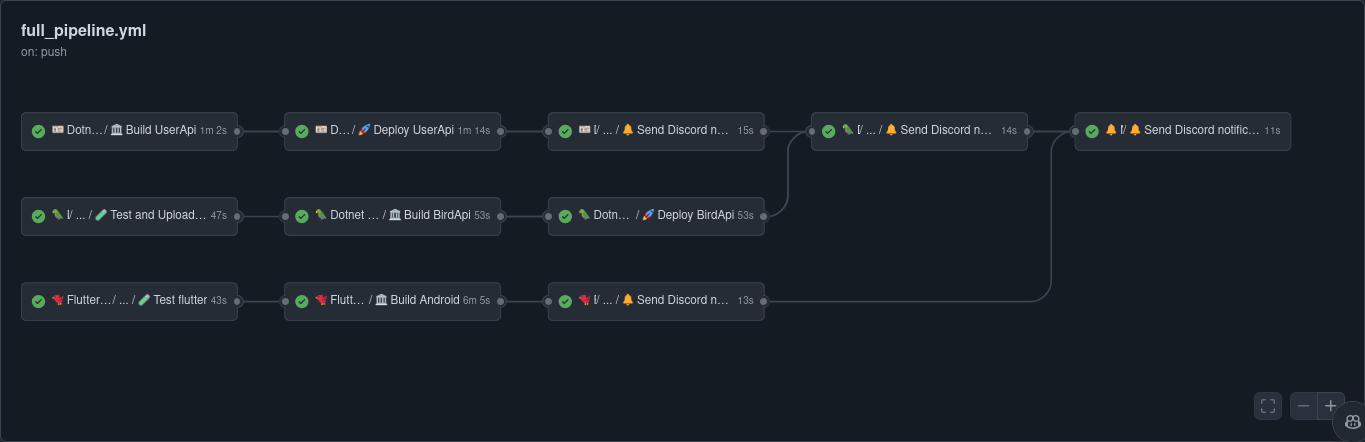 full_pipeline.yml
on: push
Dotn... / 🏛 Build UserApi 1m 2s
D... / 🚀 Deploy UserApi 1m 14s
I/ ... / 🔔 Send Discord n... 15s
I/ ... / 🔔 Send Discord n... 14s
🔔 I/ 🔔 Send Discord notific... 11s
I/ ... / 🧪 Test and Upload... 47s
Dotnet ... / 🏛 Build BirdApi 53s
Dotn... / 🚀 Deploy BirdApi 53s
Flutter... / ... / 🧪 Test flutter 43s
Flutt... / 🏛 Build Android 6m 5s
I/ ... / 🔔 Send Discord n... 13s